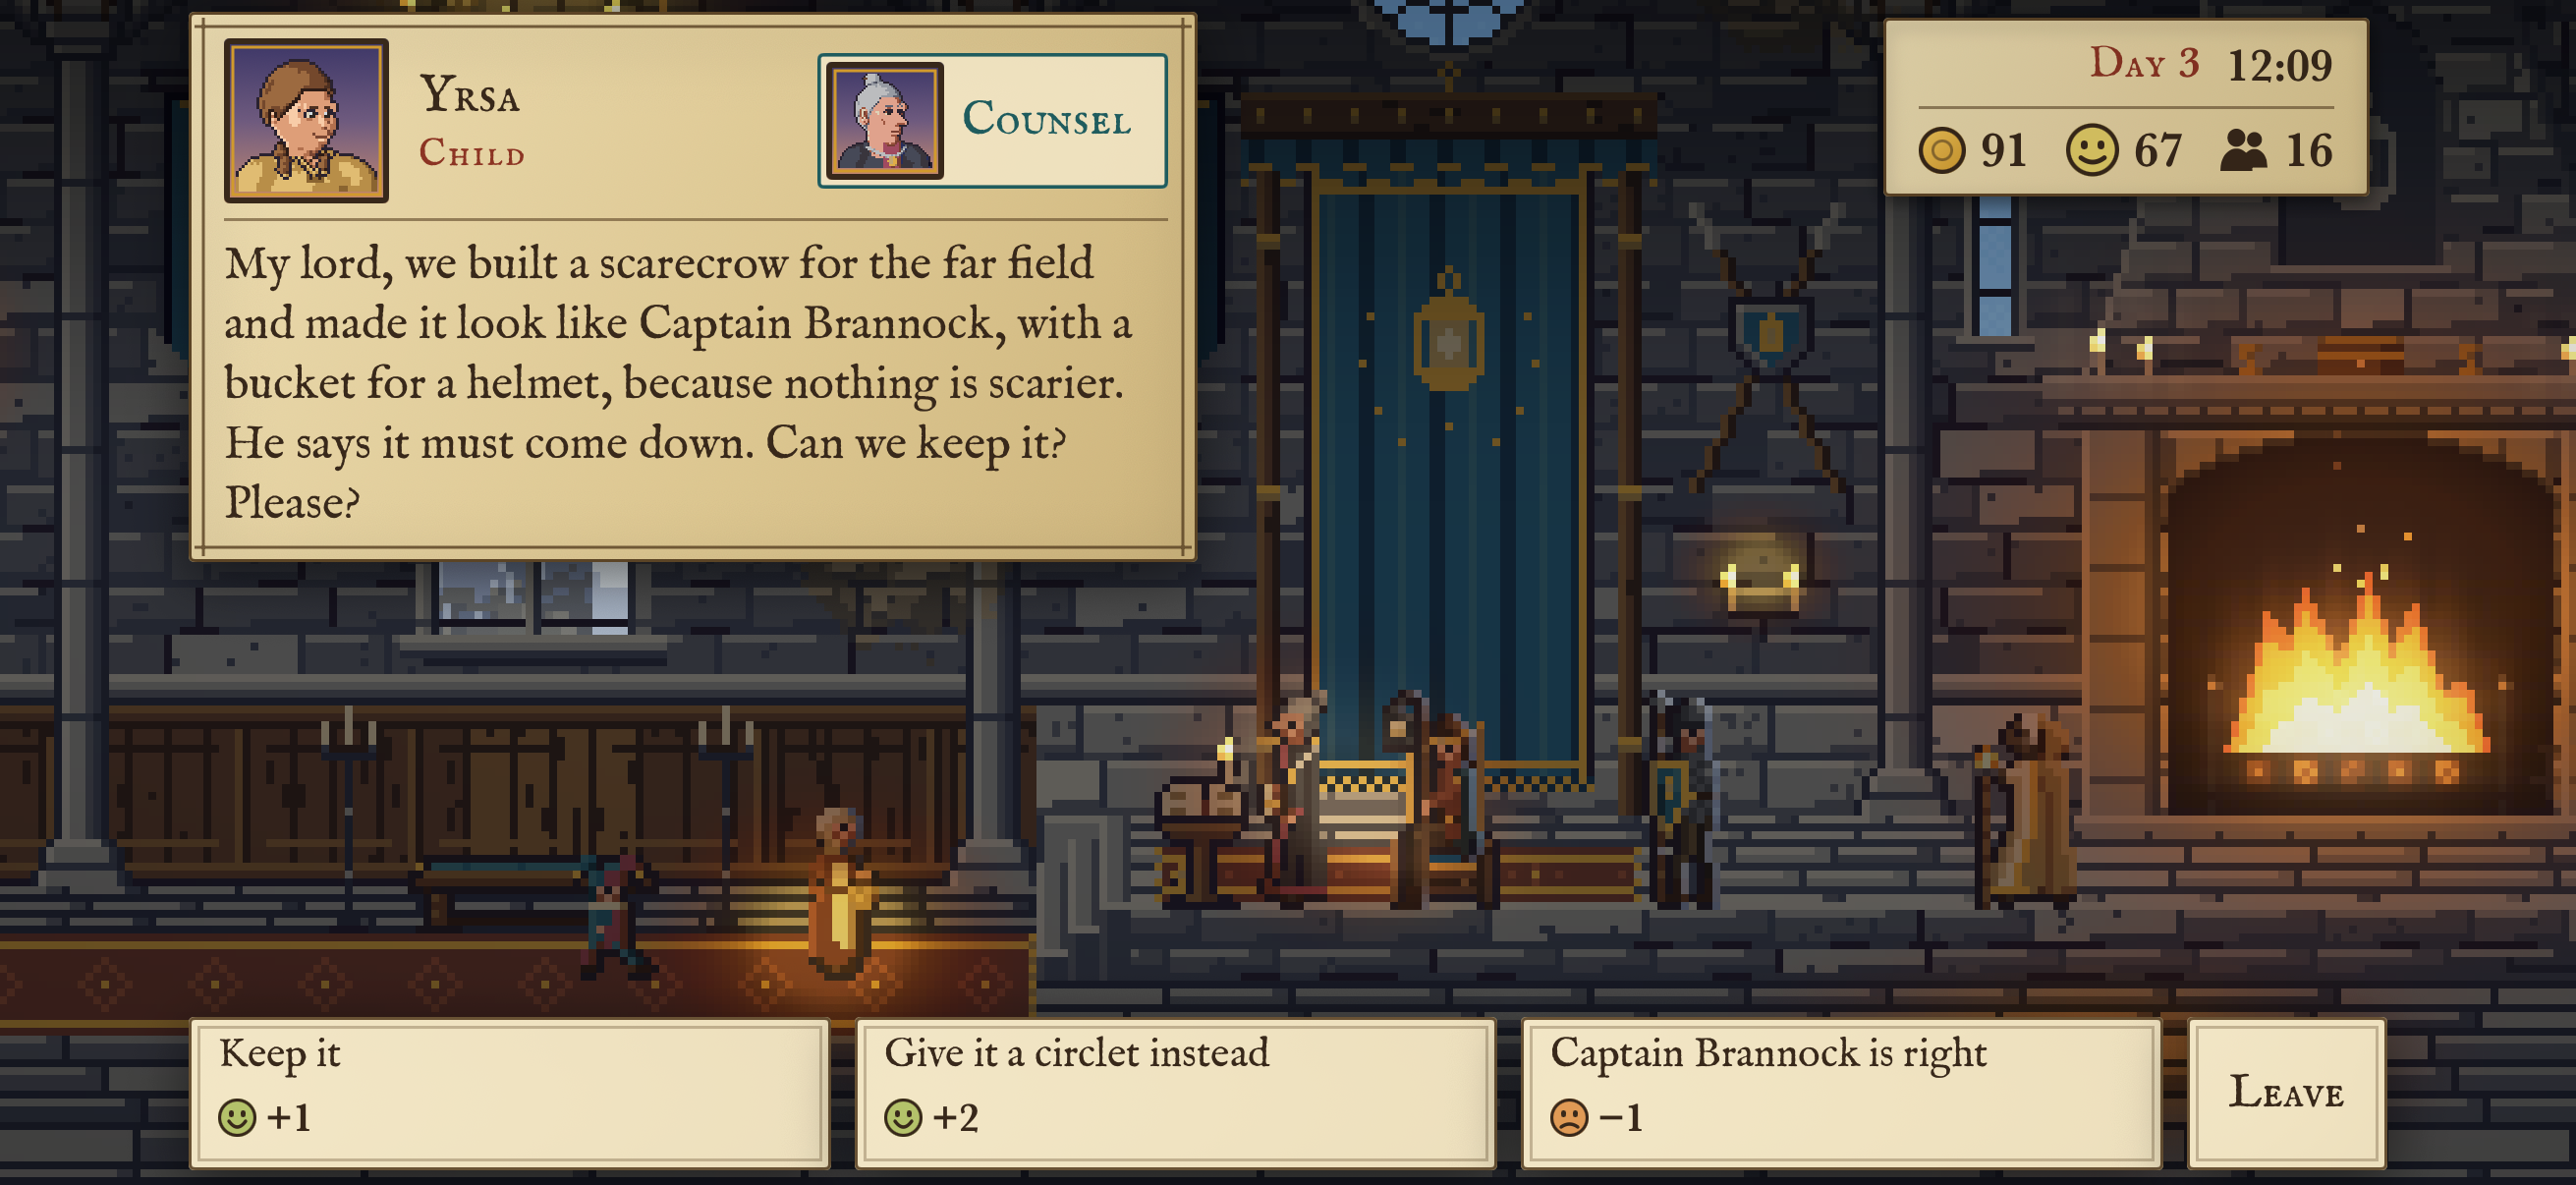 Yrsa
Child
Counsel
My lord, we built a scarecrow for the far field
and made it look like Captain Brannock, with a
bucket for a helmet, because nothing is scarier.
He says it must come down. Can we keep it?
Please?
Day 3 12:09
91 67 16
Keep it
+1
Give it a circlet instead
+2
Captain Brannock is right
−1
Leave